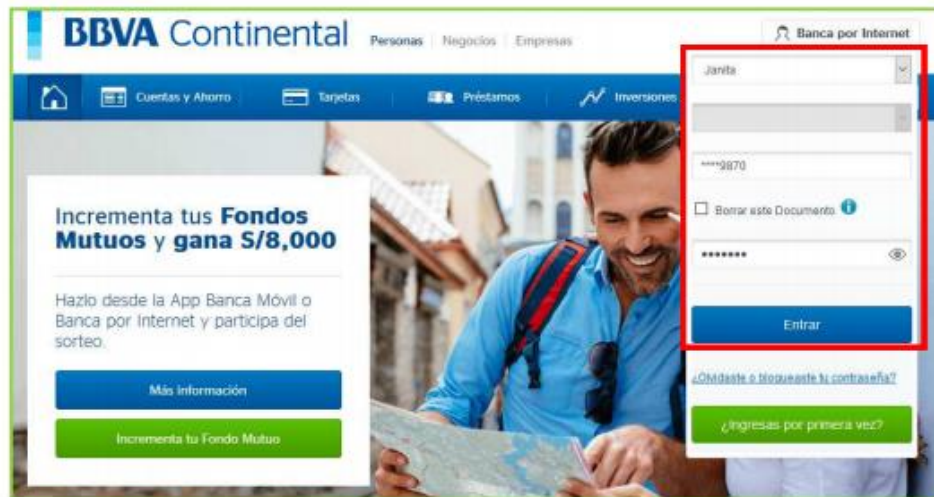 BBVA Continental
Personas Negocios Empresas
Banca por Internet
Cuentas y Ahorro
Tarjetas
Préstamos
Inversiones
Janita
****9870
Borrar este Documento
•••••••
Entrar
¿Olvidaste o bloqueaste tu contraseña?
¿Ingresas por primera vez?
Incrementa tus Fondos
Mutuos y gana S/8,000
Hazlo desde la App Banca Móvil o
Banca por Internet y participa del
sorteo.
Más información
Incrementa tu Fondo Mutuo